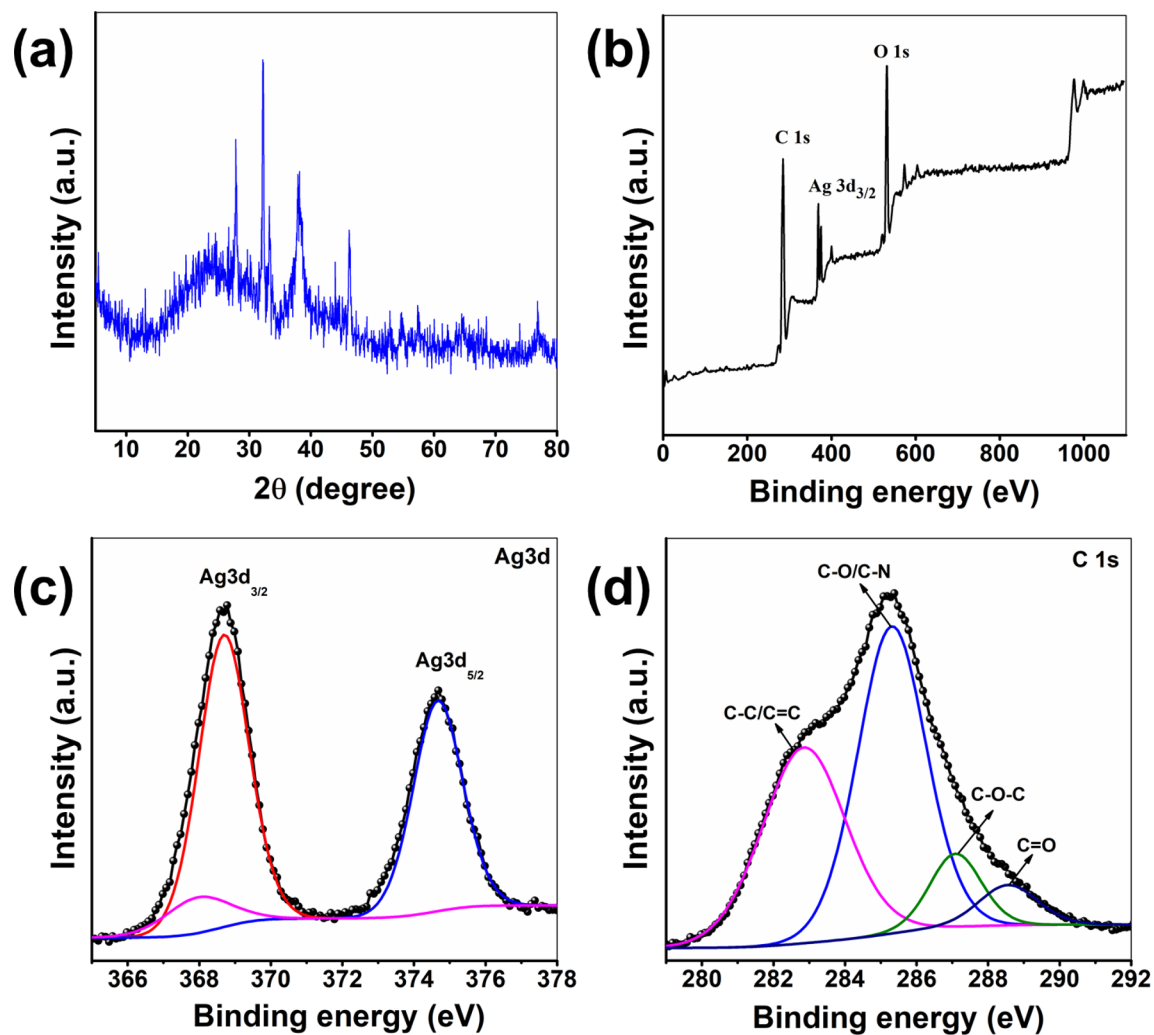 (a)
Intensity (a.u.)
10 20 30 40 50 60 70 80
2θ (degree)
(b)
Intensity (a.u.)
C 1s
Ag 3d3/2
O 1s
0 200 400 600 800 1000
Binding energy (eV)
(c)
Ag3d
Intensity (a.u.)
Ag3d3/2
Ag3d5/2
366 368 370 372 374 376 378
Binding energy (eV)
(d)
C 1s
Intensity (a.u.)
C-O/C-N
C-C/C=C
C-O-C
C=O
280 282 284 286 288 290 292
Binding energy (eV)